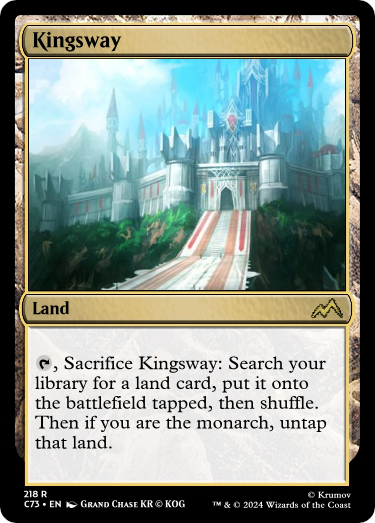 Kingsway
Land
, Sacrifice Kingsway: Search your
library for a land card, put it onto
the battlefield tapped, then shuffle.
Then if you are the monarch, untap
that land.
218 R
© Krumov
C73 • EN GRAND CHASE KR © KOG
™ & © 2024 Wizards of the Coast